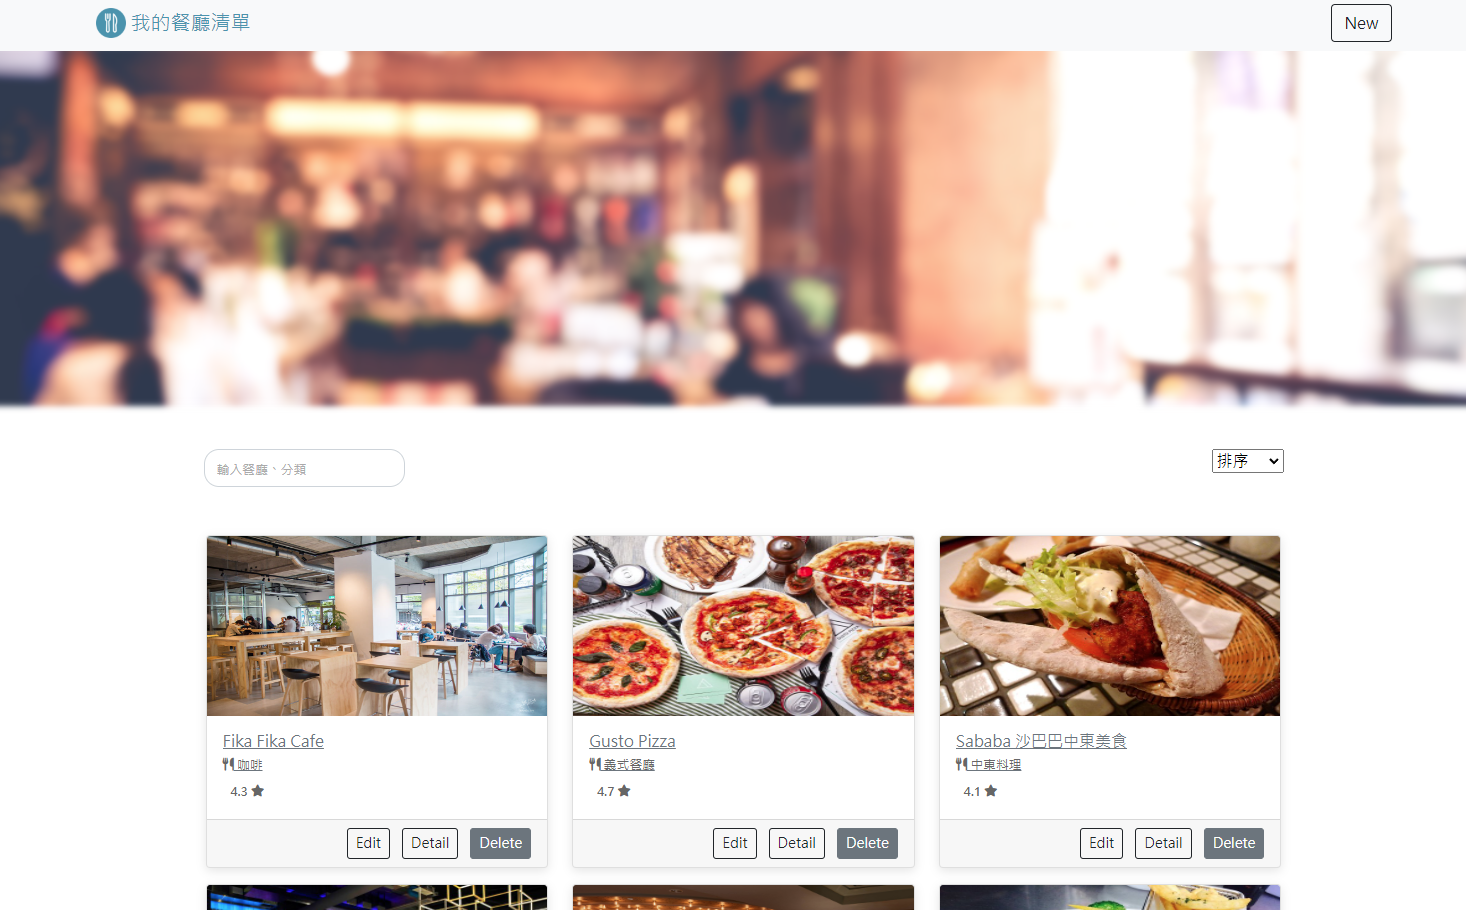 我的餐廳清單
New
輸入餐廳、分類
排序
Fika Fika Cafe
咖啡
4.3
Edit Detail Delete
Gusto Pizza
義式餐廳
4.7
Edit Detail Delete
Sababa 沙巴巴中東美食
中東料理
4.1
Edit Detail Delete